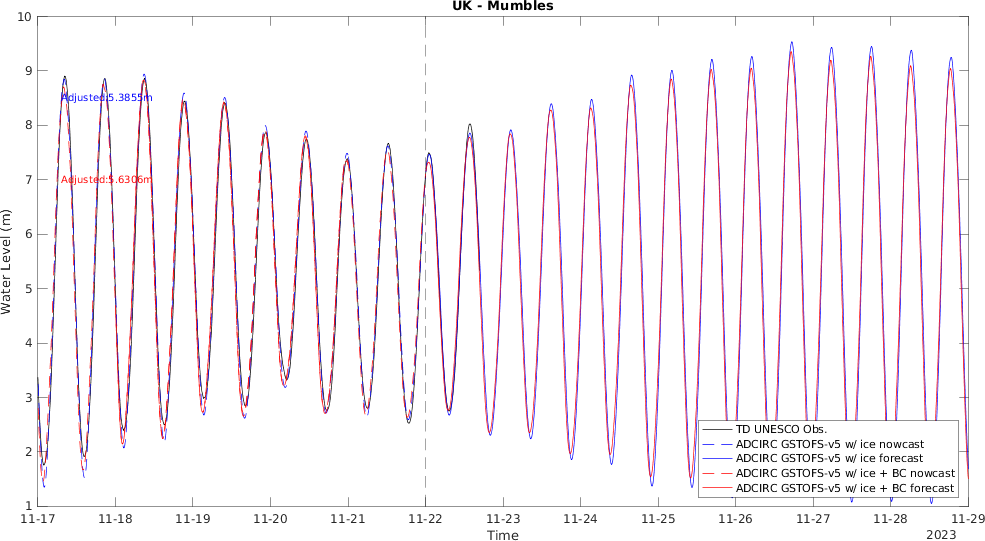 UK - Mumbles
10
9
8
7
6
5
4
3
2
1
Water Level (m)
Adjusted:5.3855m
Adjusted:5.6306m
TD UNESCO Obs.
ADCIRC GSTOFS-v5 w/ ice nowcast
ADCIRC GSTOFS-v5 w/ ice forecast
ADCIRC GSTOFS-v5 w/ ice + BC nowcast
ADCIRC GSTOFS-v5 w/ ice + BC forecast
11-17 11-18 11-19 11-20 11-21 11-22 11-23 11-24 11-25 11-26 11-27 11-28 11-29
Time
2023